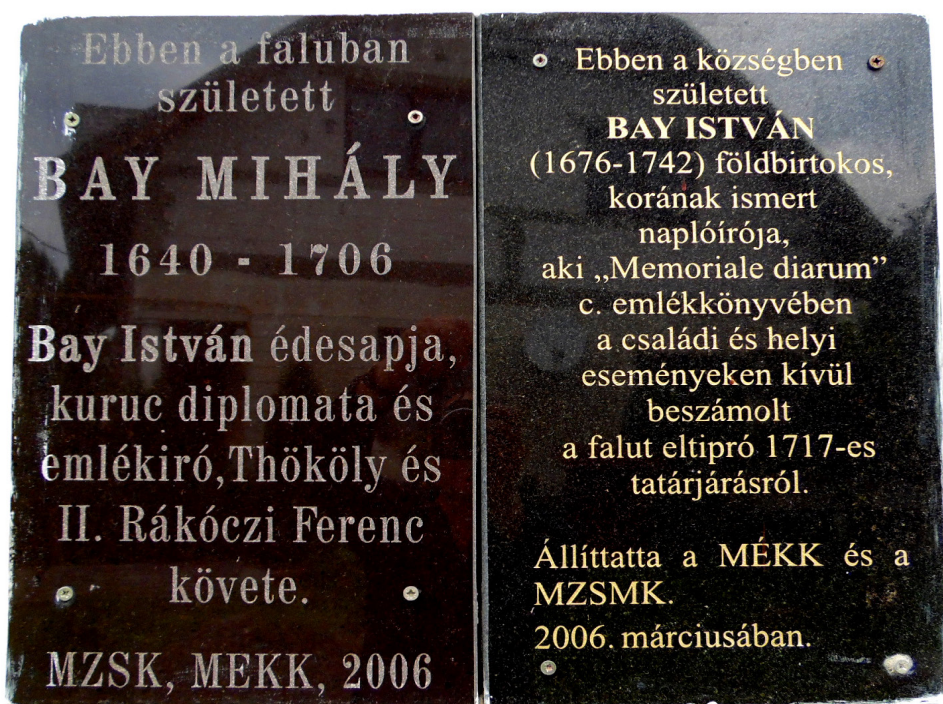 Ebben a faluban
született
BAY MIHÁLY
1640 - 1706
Bay István édesapja,
kuruc diplomata és
emlékiró, Thököly és
II. Rákóczi Ferenc
követe.
MZSK, MEKK, 2006
Ebben a községben
született
BAY ISTVÁN
(1676-1742) földbirtokos,
korának ismert
naplóírója,
aki „Memoriale diarum”
c. emlékkönyvében
a családi és helyi
eseményeken kívül
beszámolt
a falut eltipró 1717-es
tatárjárásról.
Állíttatta a MÉKK és a
MZSMK.
2006. márciusában.